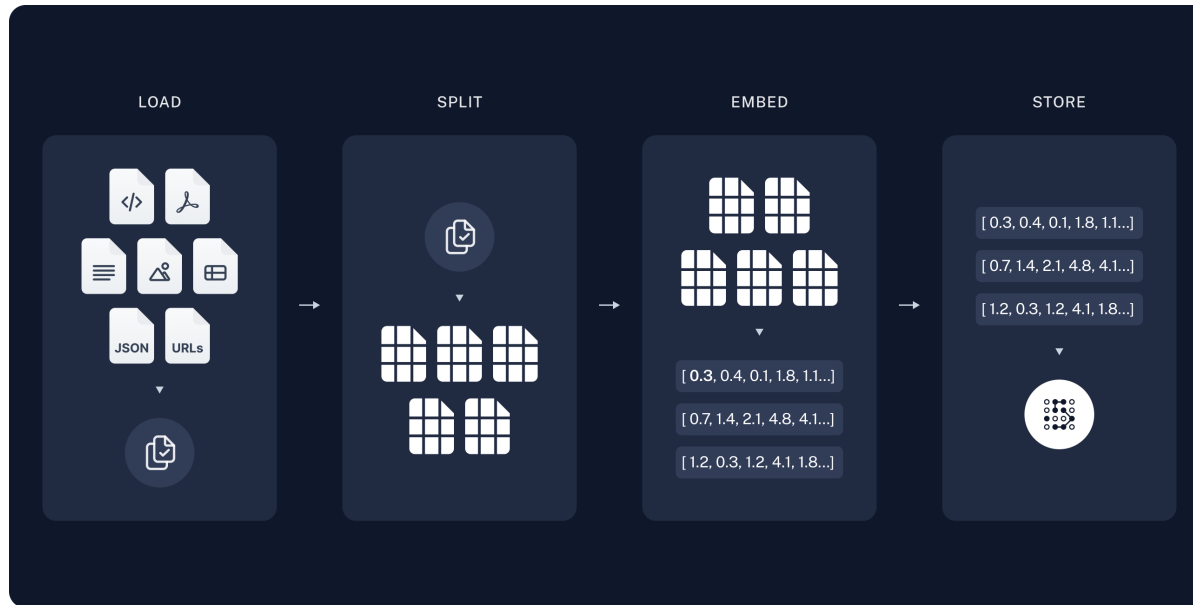 LOAD
SPLIT
EMBED
STORE
</>
JSON
URLs
[ 0.3, 0.4, 0.1, 1.8, 1.1...]
[ 0.7, 1.4, 2.1, 4.8, 4.1...]
[ 1.2, 0.3, 1.2, 4.1, 1.8...]
[ 0.3, 0.4, 0.1, 1.8, 1.1...]
[ 0.7, 1.4, 2.1, 4.8, 4.1...]
[ 1.2, 0.3, 1.2, 4.1, 1.8...]